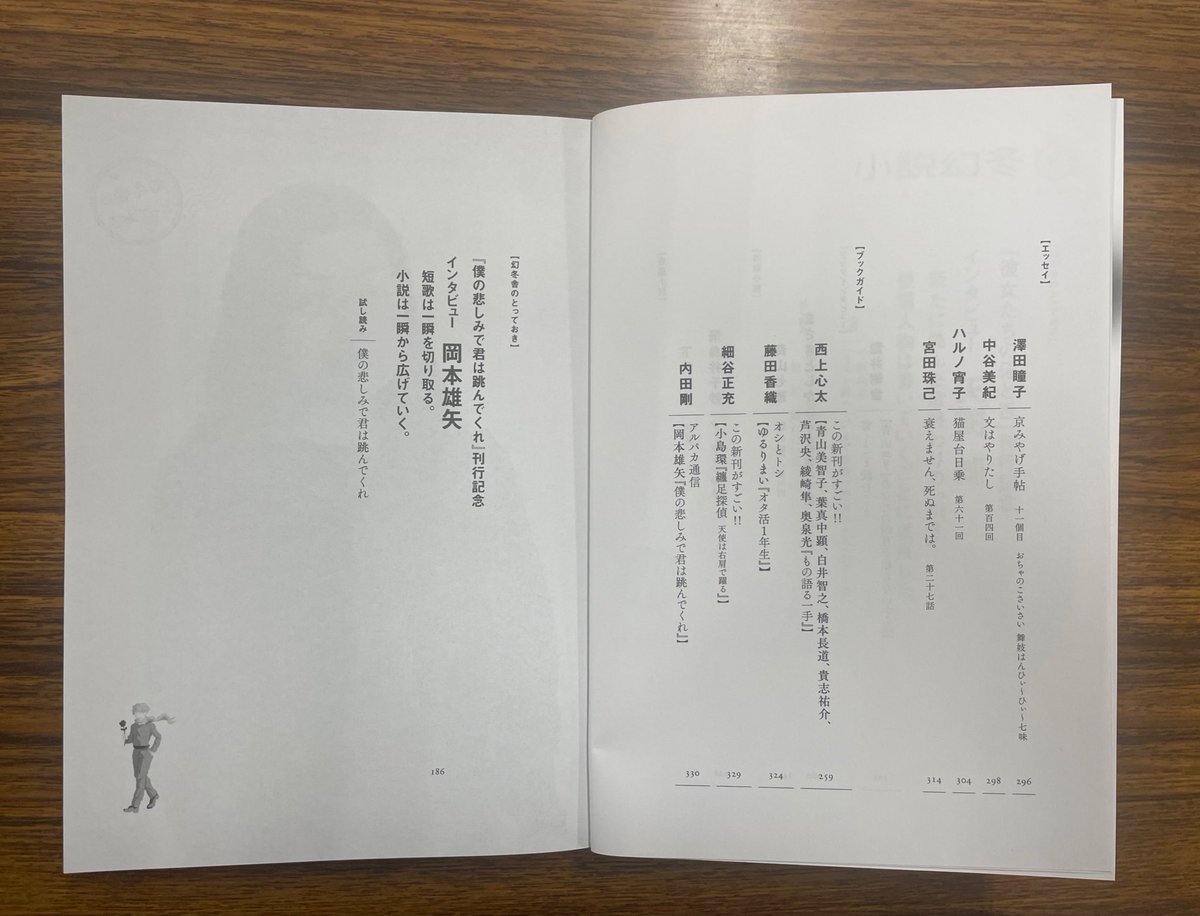 【エッセイ】
澤田瞳子 京みやげ手帖 十一個目 おちゃのこさいさい 舞妓はんひぃ〜ひぃ〜七味 296
中谷美紀 文はやりたし 第百四回 298
ハルノ宵子 猫屋台日乗 第六十一回 304
宮田珠己 衰えません、死ぬまでは。 第二十七話 314
【ブックガイド】
西上心太 この新刊がすごい!!
【青山美智子、葉真中顕、白井智之、橋本長道、貴志祐介、
芦沢央、綾崎隼、奥泉光『もの語る一手』】 259
藤田香織 オシとトシ
【ゆるりまい『オタ活1年生』】 324
細谷正充 この新刊がすごい!!
【小島環『纏足探偵 天使は右肩で躍る』】 329
内田剛 アルパカ通信
【岡本雄矢『僕の悲しみで君は跳んでくれ』】 330
【幻冬舎のとっておき】
『僕の悲しみで君は跳んでくれ』刊行記念
インタビュー 岡本雄矢
短歌は一瞬を切り取る。
小説は一瞬から広げていく。
試し読み 僕の悲しみで君は跳んでくれ
186